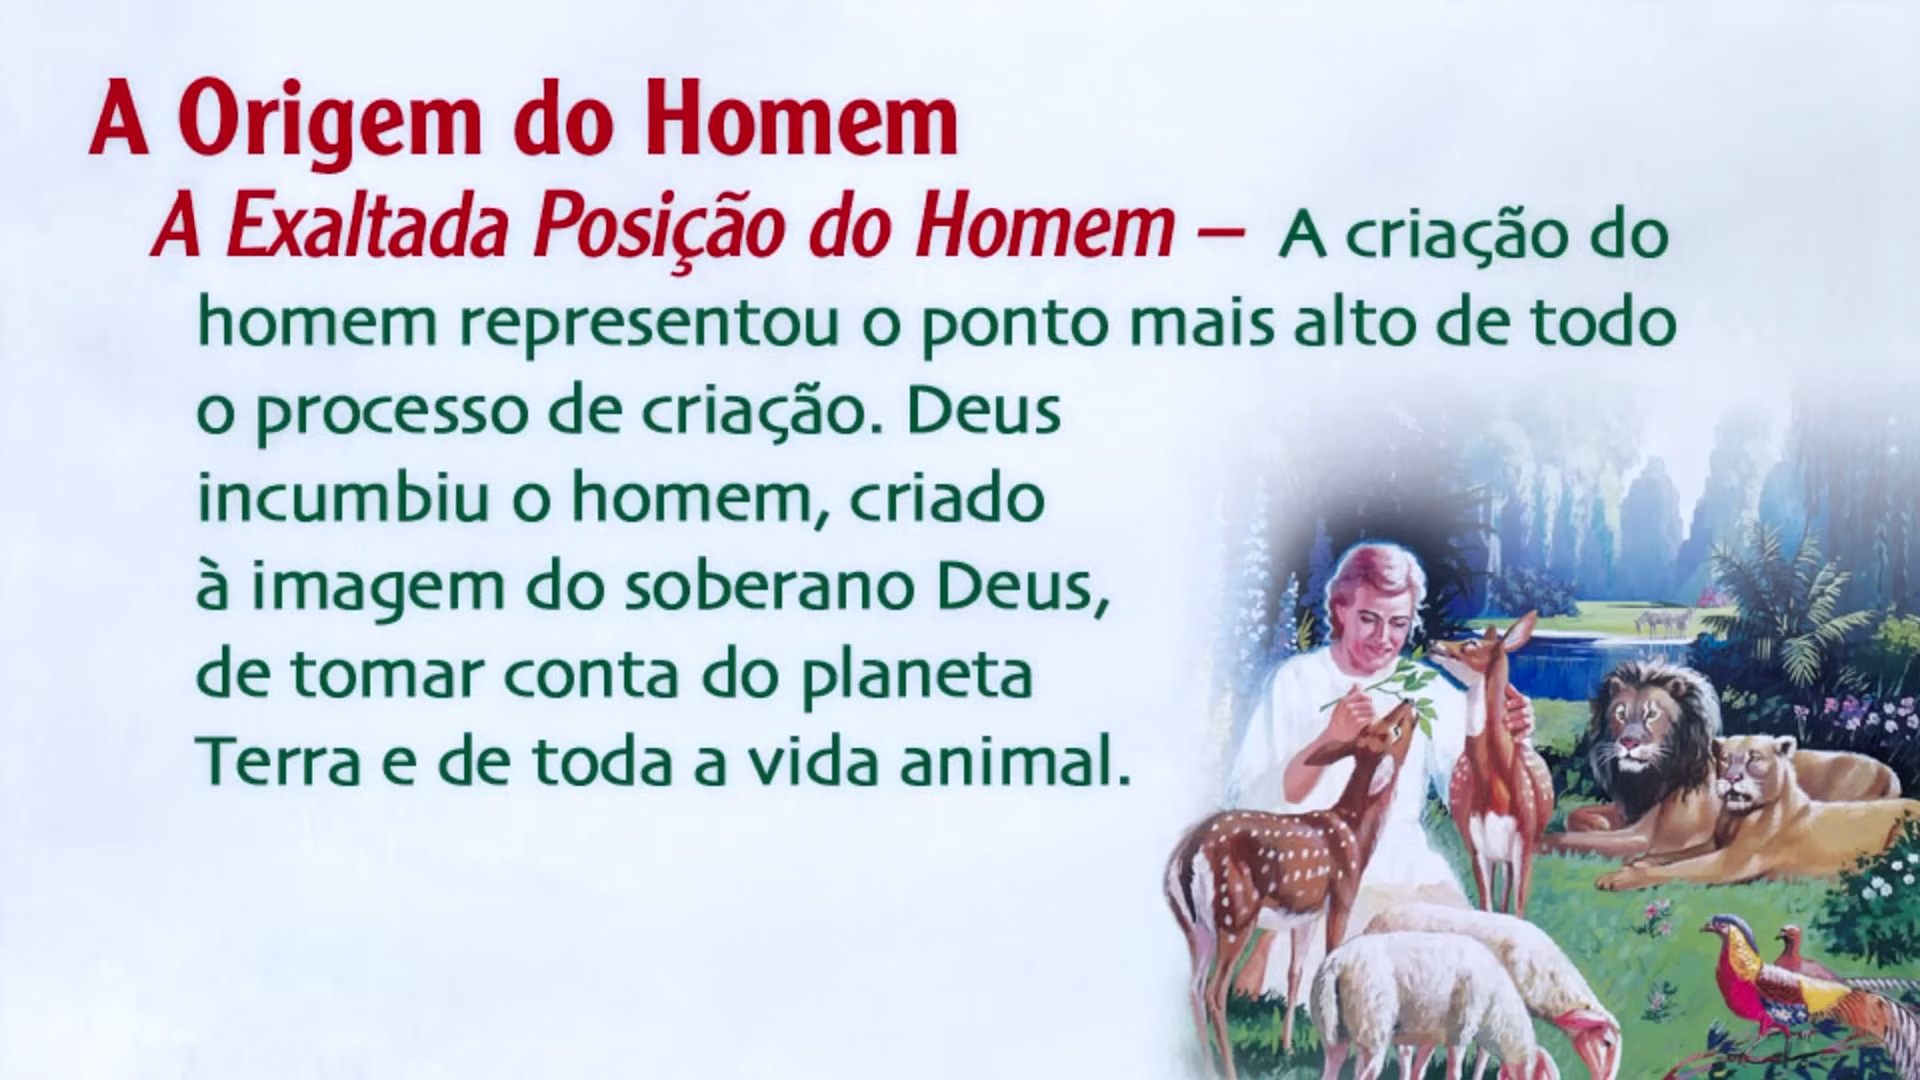 A Origem do Homem
A Exaltada Posição do Homem – A criação do
homem representou o ponto mais alto de todo
o processo de criação. Deus
incumbiu o homem, criado
à imagem do soberano Deus,
de tomar conta do planeta
Terra e de toda a vida animal.